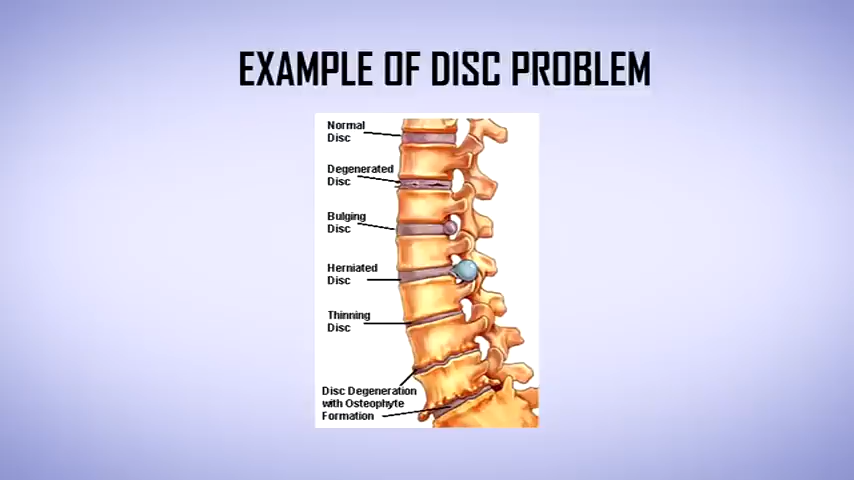 EXAMPLE OF DISC PROBLEM
Normal
Disc
Degenerated
Disc
Bulging
Disc
Herniated
Disc
Thinning
Disc
Disc Degeneration
with Osteophyte
Formation